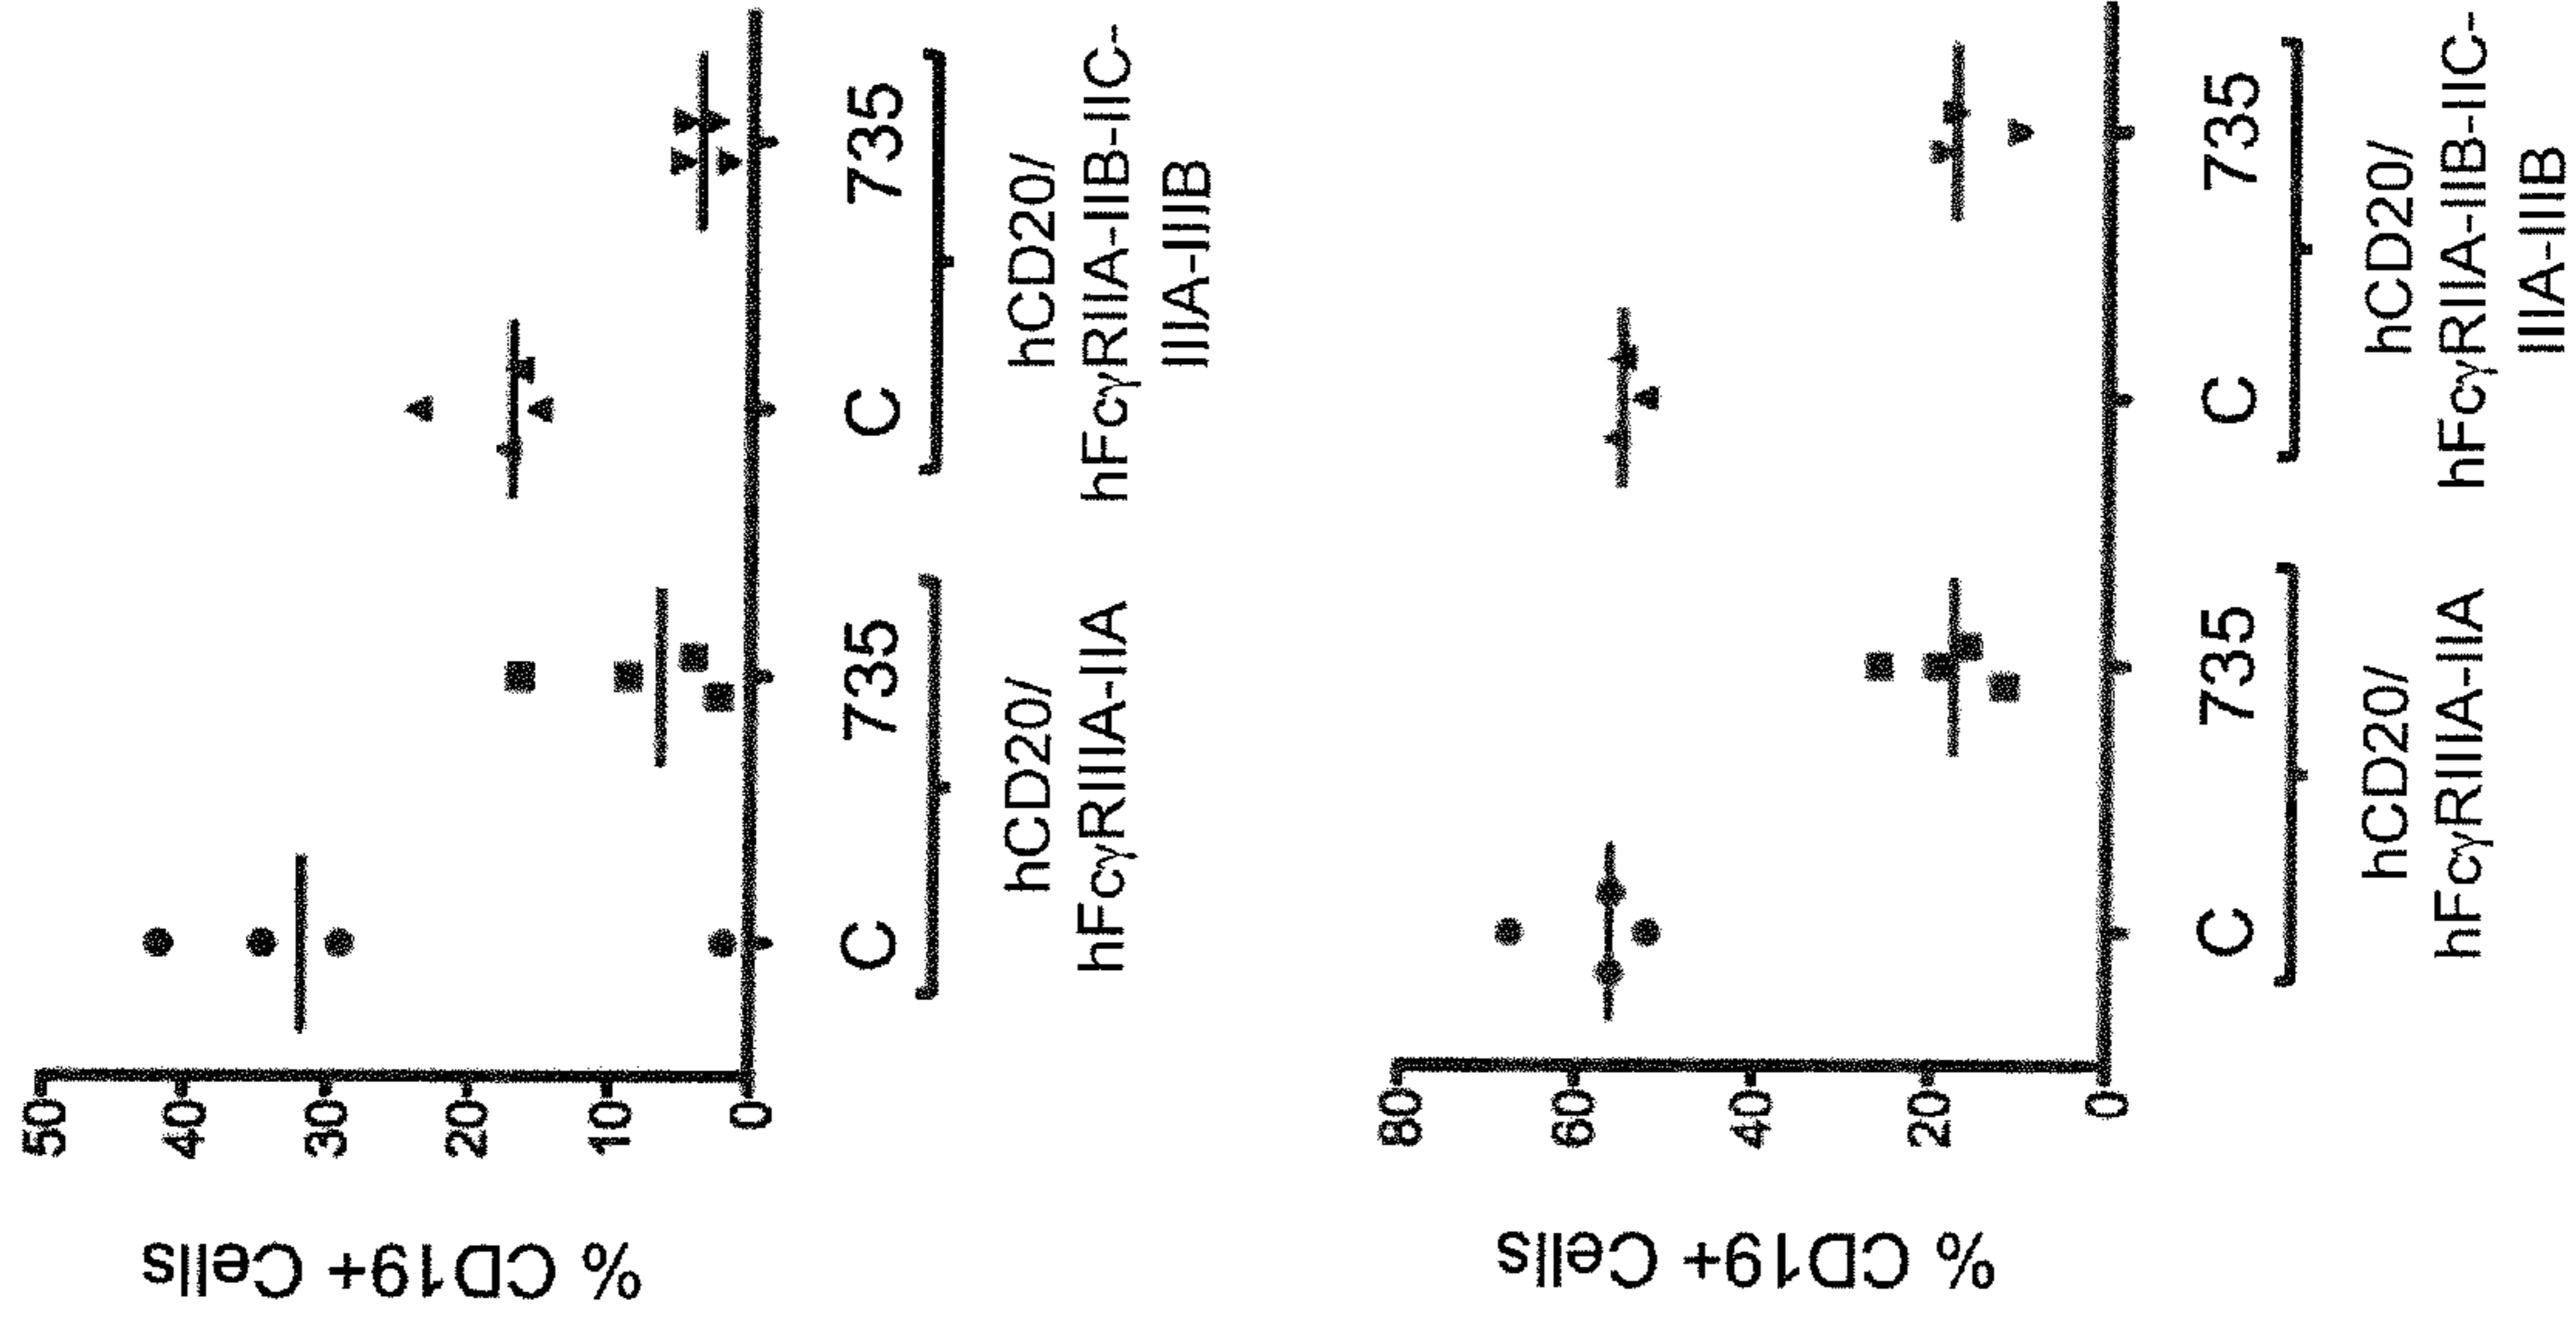 % CD19+ Cells
50
40
30
20
10
0
C 735 C 735
hCD20/
hFcγRIIIA-IIA
hCD20/
hFcγRIIA-IIB-IIC-
IIIA-IIIB
% CD19+ Cells
80
60
40
20
0
C 735 C 735
hCD20/
hFcγRIIIA-IIA
hCD20/
hFcγRIIA-IIB-IIC-
IIIA-IIIB